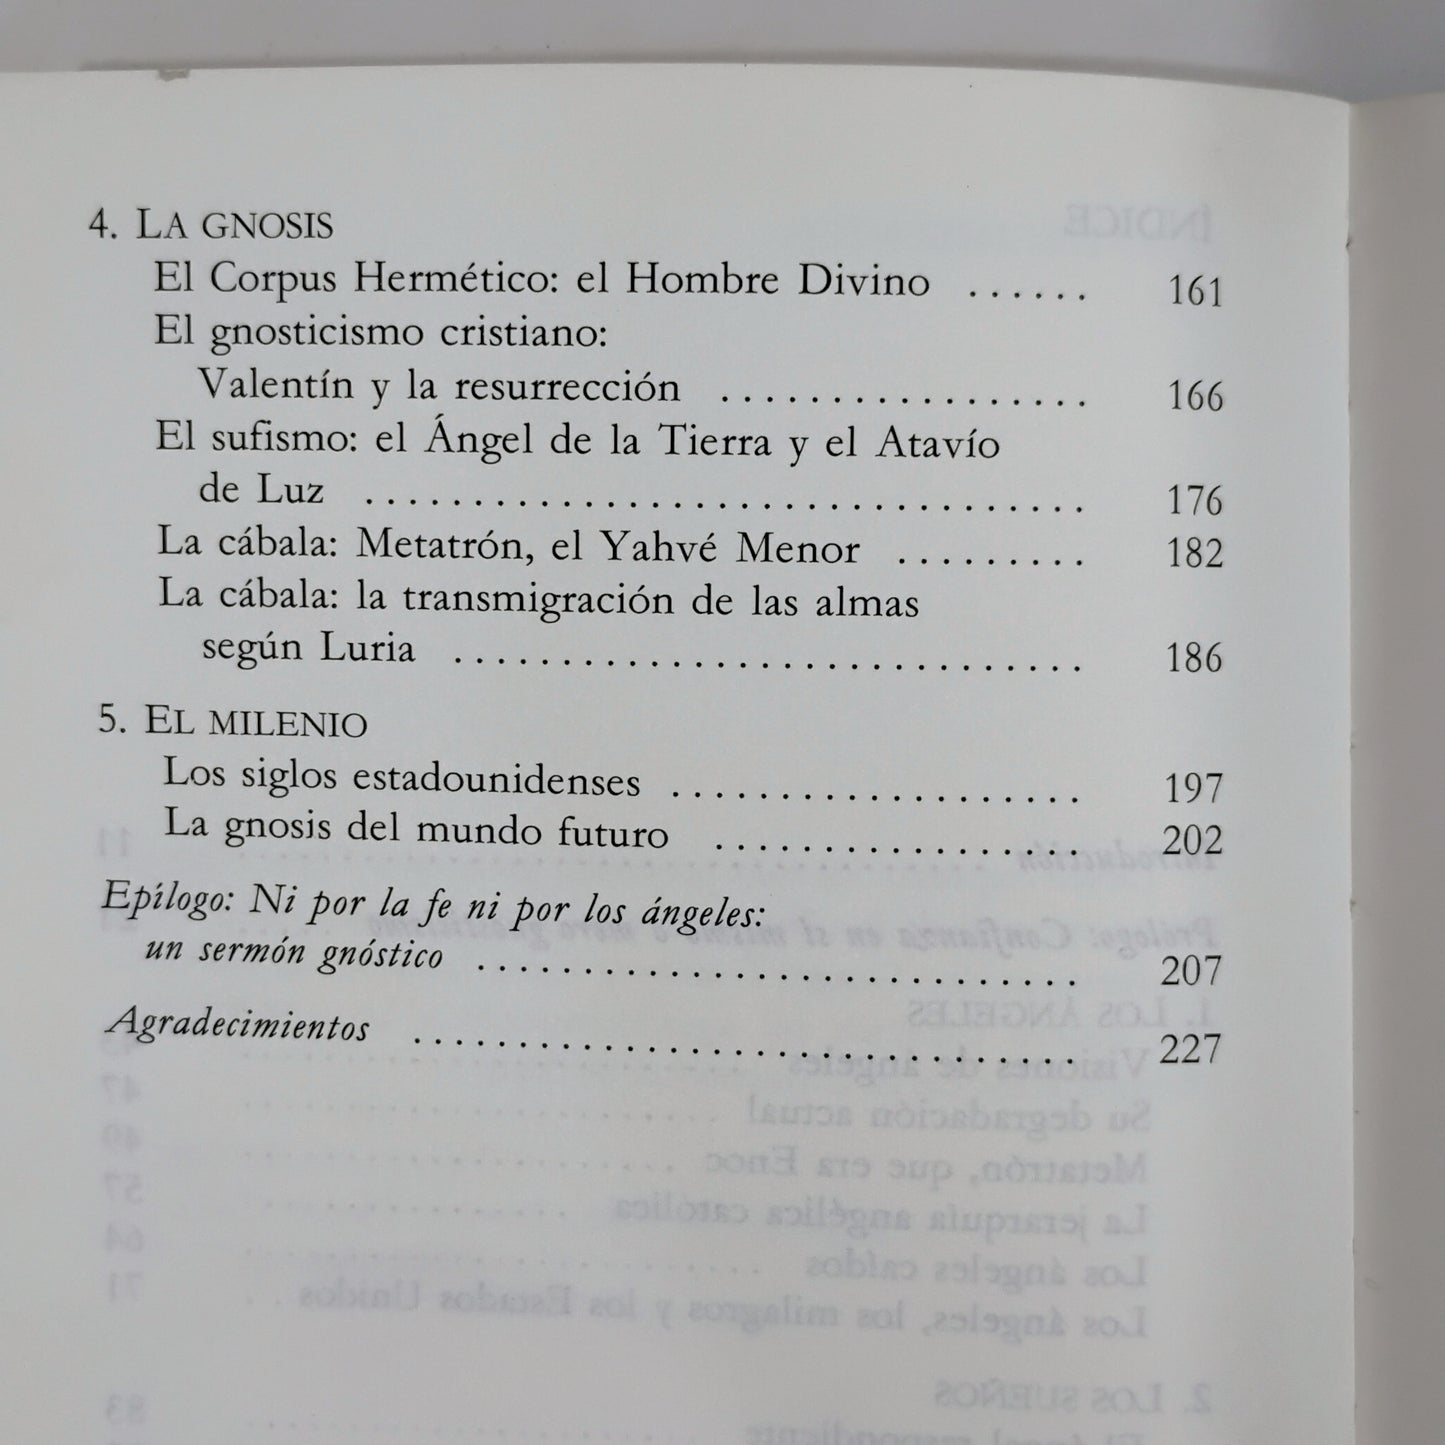 4. LA GNOSIS
El Corpus Hermético: el Hombre Divino ...... 161
El gnosticismo cristiano:
Valentín y la resurrección ................. 166
El sufismo: el Ángel de la Tierra y el Atavío
de Luz .................................. 176
La cábala: Metatrón, el Yahvé Menor ......... 182
La cábala: la transmigración de las almas
según Luria .............................. 186
5. EL MILENIO
Los siglos estadounidenses ................... 197
La gnosis del mundo futuro ................. 202
Epílogo: Ni por la fe ni por los ángeles:
un sermón gnóstico ............................. 207
Agradecimientos ................................ 227